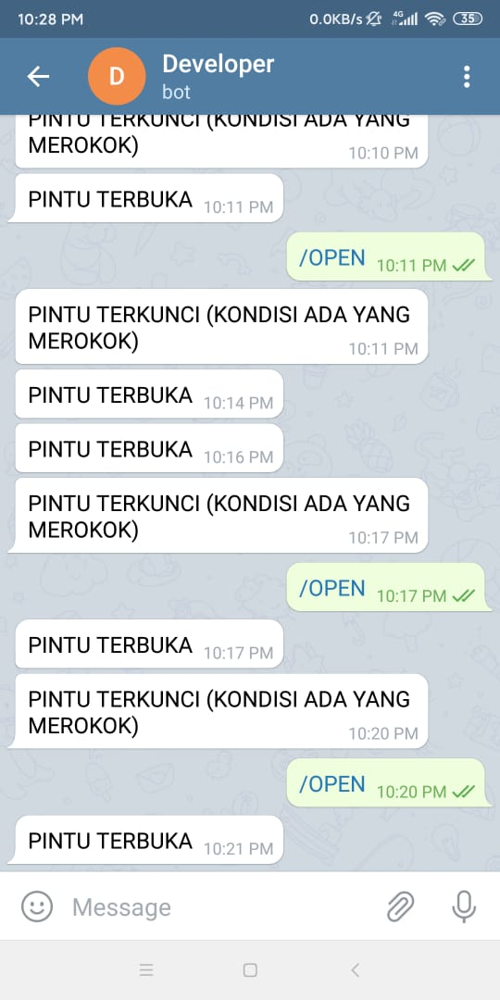 10:28 PM
0.0KB/s 4G 35
D
Developer
bot
PINTU TERKUNCI (KONDISI ADA YANG
MEROKOK) 10:10 PM
PINTU TERBUKA 10:11 PM
/OPEN 10:11 PM
PINTU TERKUNCI (KONDISI ADA YANG
MEROKOK) 10:11 PM
PINTU TERBUKA 10:14 PM
PINTU TERBUKA 10:16 PM
PINTU TERKUNCI (KONDISI ADA YANG
MEROKOK) 10:17 PM
/OPEN 10:17 PM
PINTU TERBUKA 10:17 PM
PINTU TERKUNCI (KONDISI ADA YANG
MEROKOK) 10:20 PM
/OPEN 10:20 PM
PINTU TERBUKA 10:21 PM
Message